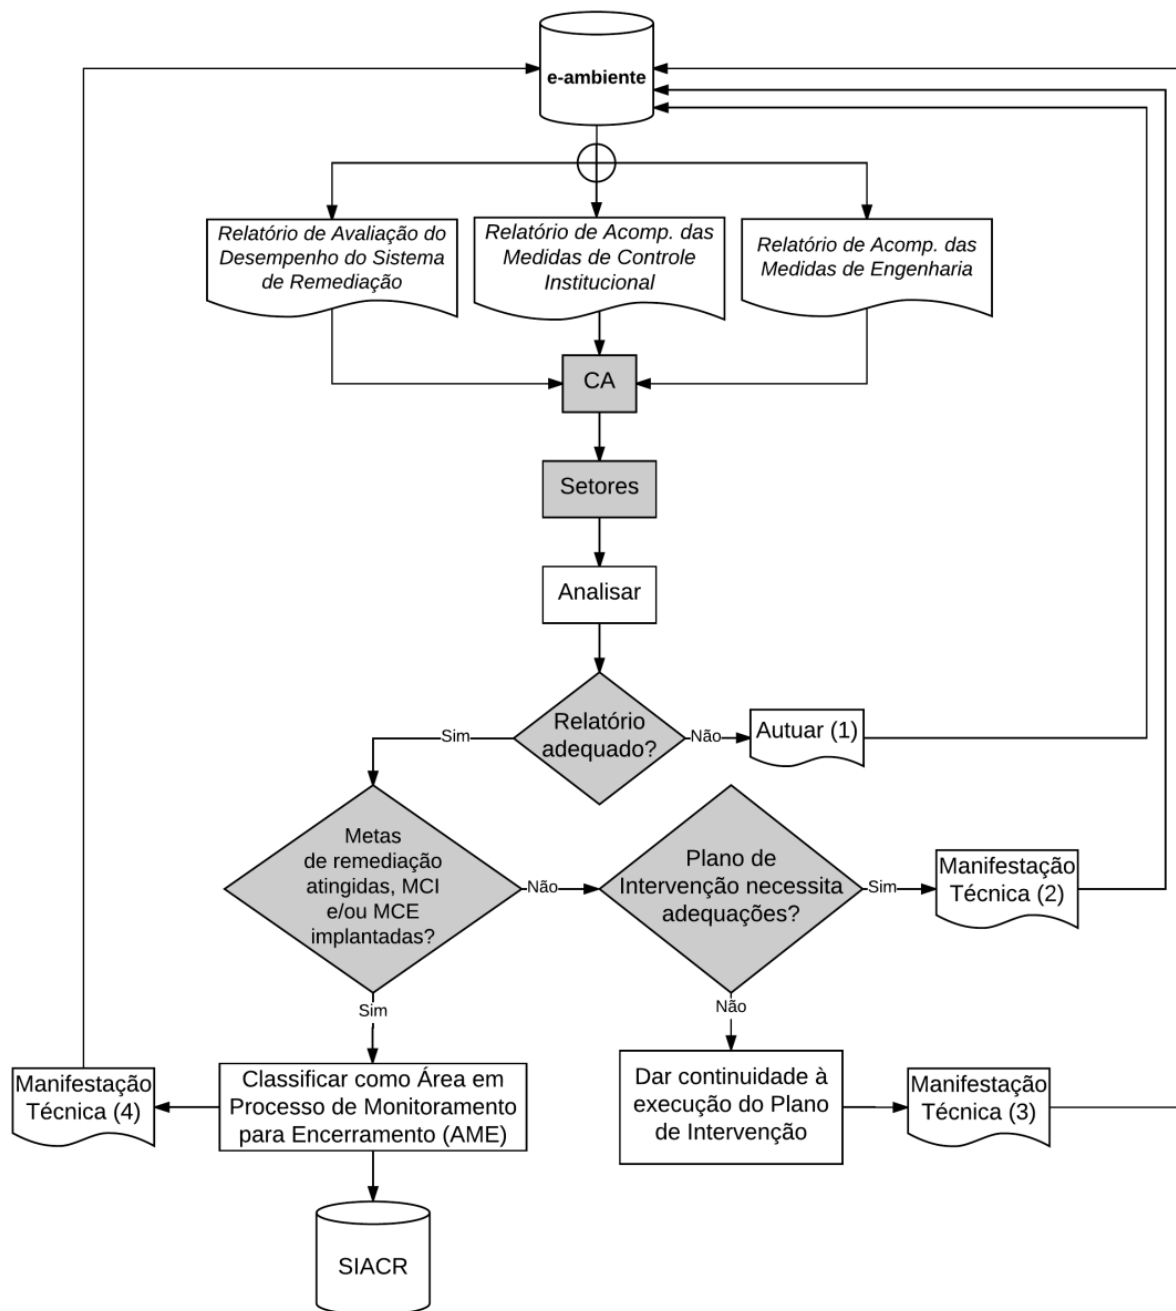 e-ambiente
Relatório de Avaliação do
Desempenho do Sistema
de Remediação
Relatório de Acomp. das
Medidas de Controle
Institucional
Relatório de Acomp. das
Medidas de Engenharia
CA
Setores
Analisar
Relatório
adequado?
Sim
Não
Autuar (1)
Metas
de remediação
atingidas, MCI
e/ou MCE
implantadas?
Não
Plano de
Intervenção necessita
adequações?
Sim
Manifestação
Técnica (2)
Sim
Não
Manifestação
Técnica (4)
Classificar como Área em
Processo de Monitoramento
para Encerramento (AME)
Dar continuidade à
execução do Plano
de Intervenção
Manifestação
Técnica (3)
SIACR